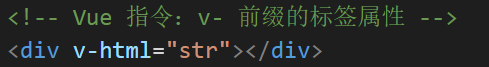 <!-- Vue 指令：v- 前缀的标签属性 -->
<div v-html="str"></div>